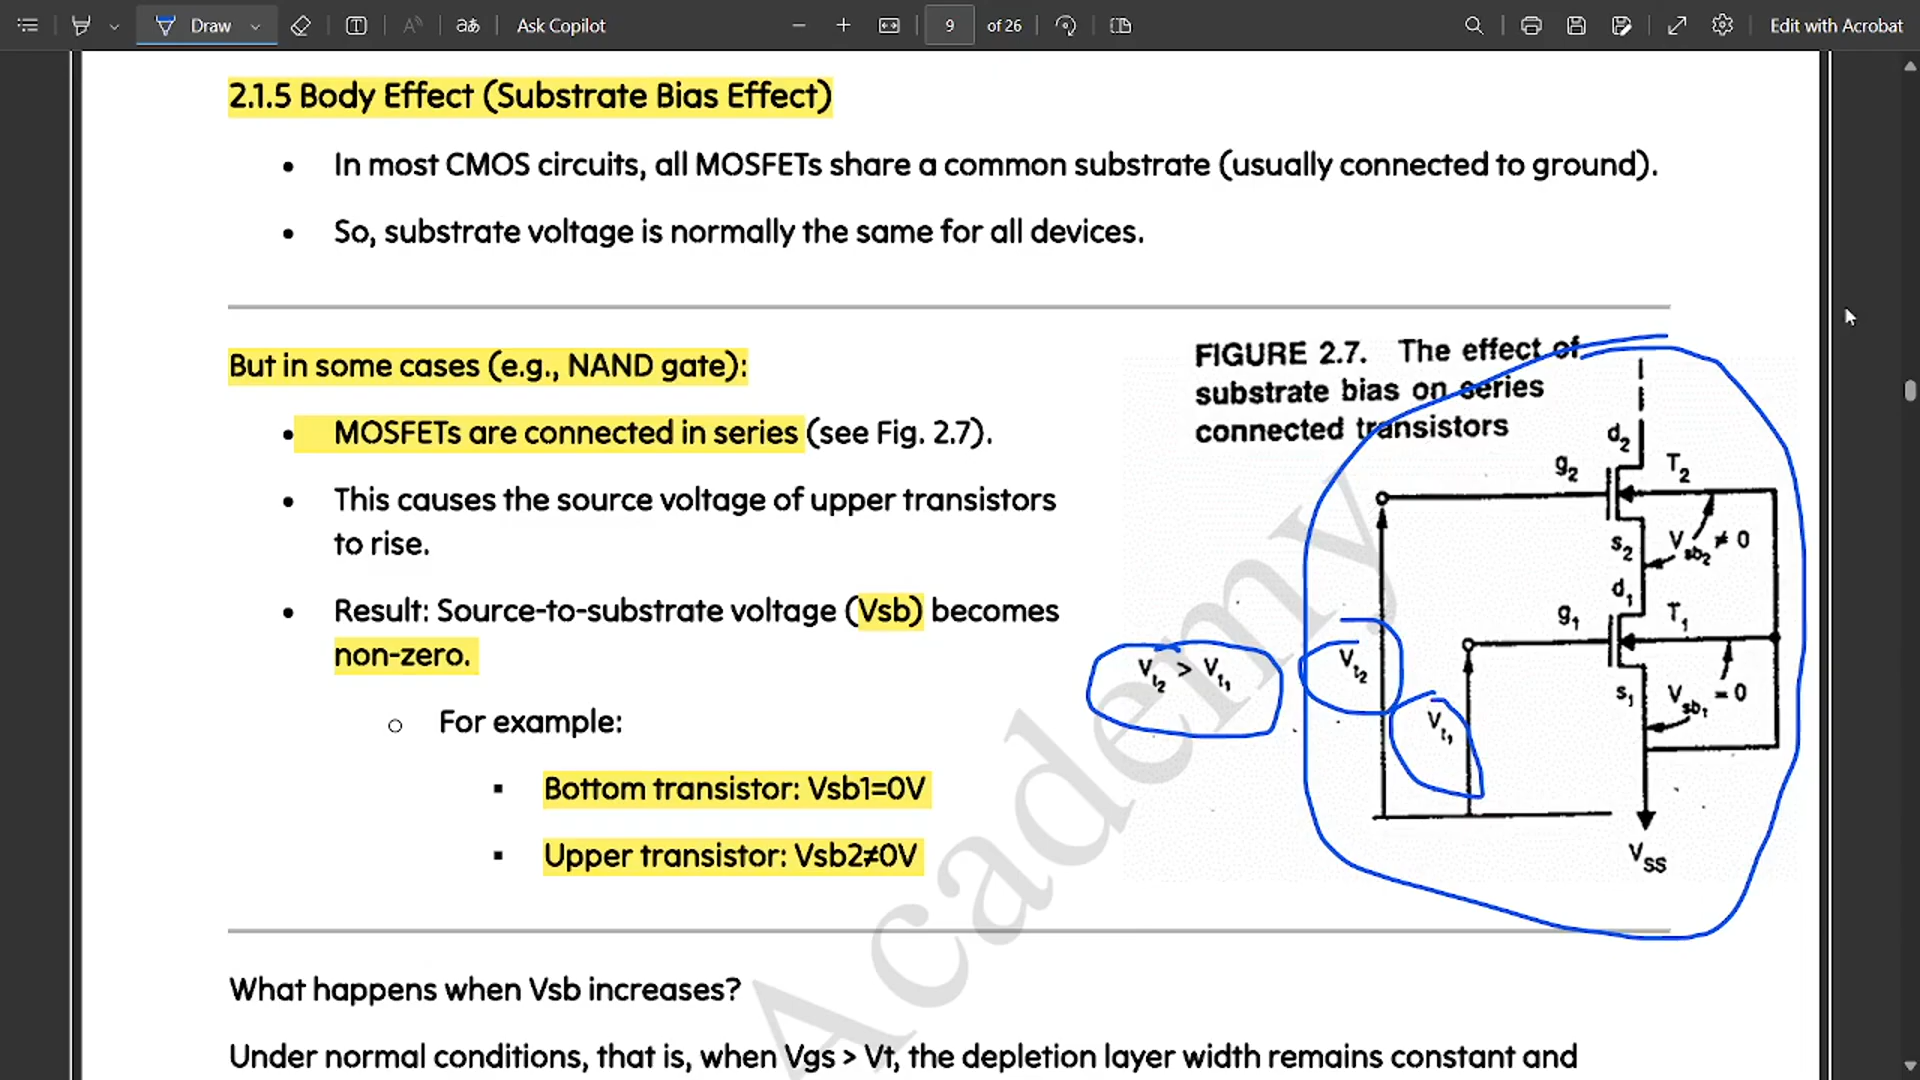 Draw
Ask Copilot
9 of 26
Edit with Acrobat
2.1.5 Body Effect (Substrate Bias Effect)
• In most CMOS circuits, all MOSFETs share a common substrate (usually connected to ground).
• So, substrate voltage is normally the same for all devices.
But in some cases (e.g., NAND gate):
• MOSFETs are connected in series (see Fig. 2.7).
• This causes the source voltage of upper transistors
to rise.
• Result: Source-to-substrate voltage (Vsb) becomes
non-zero.
○ For example:
▪ Bottom transistor: Vsb1=0V
▪ Upper transistor: Vsb2≠0V
FIGURE 2.7. The effect of
substrate bias on series
connected transistors
d2
g2
T2
s2
Vsb2 ≠ 0
d1
g1
T1
s1
Vsb1 = 0
Vt2 > Vt1
Vt2
Vt1
VSS
Academy
What happens when Vsb increases?
Under normal conditions, that is, when Vgs > Vt, the depletion layer width remains constant and